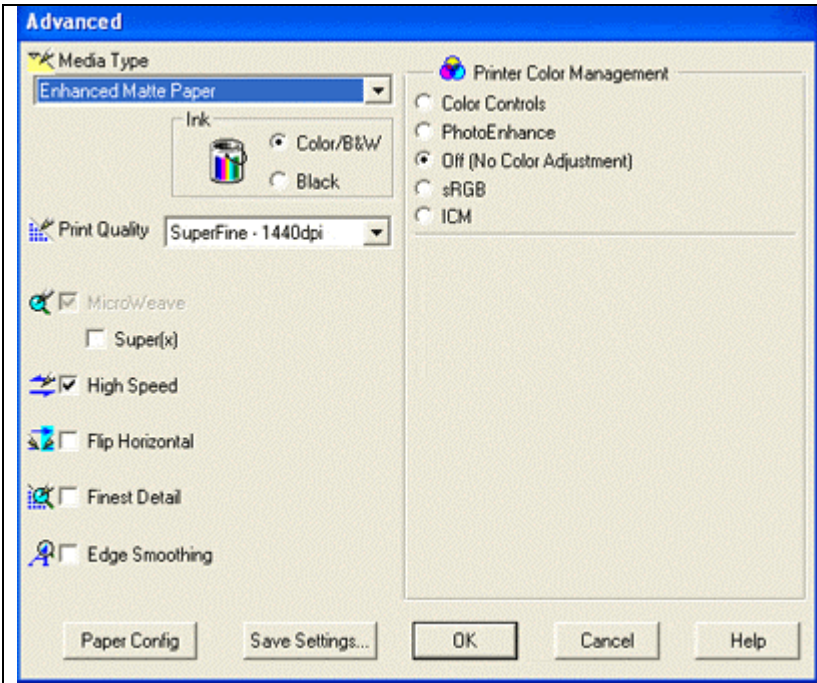 Advanced
Media Type
Enhanced Matte Paper
Ink
Color/B&W
Black
Print Quality SuperFine - 1440dpi
MicroWeave
Super(x)
High Speed
Flip Horizontal
Finest Detail
Edge Smoothing
Printer Color Management
Color Controls
PhotoEnhance
Off (No Color Adjustment)
sRGB
ICM
Paper Config Save Settings... OK Cancel Help